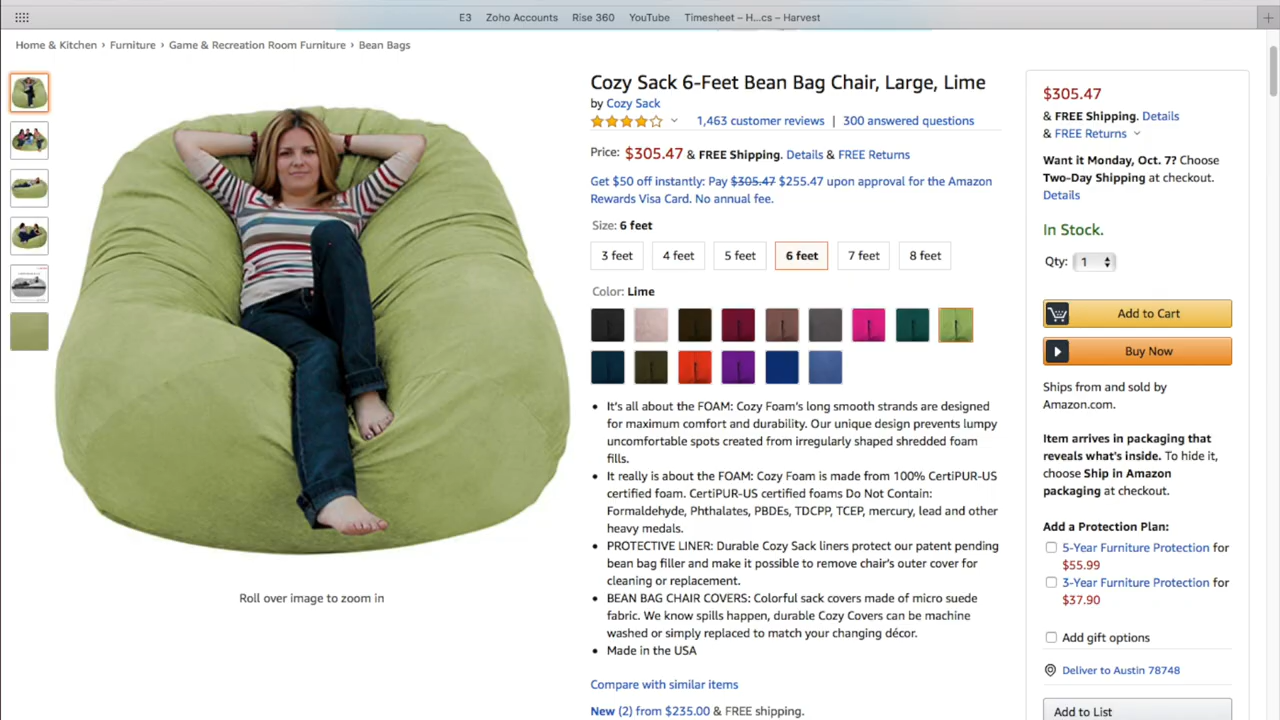 E3 Zoho Accounts Rise 360 YouTube Timesheet – H...cs – Harvest
Home & Kitchen › Furniture › Game & Recreation Room Furniture › Bean Bags
Roll over image to zoom in
Cozy Sack 6-Feet Bean Bag Chair, Large, Lime
by Cozy Sack
1,463 customer reviews | 300 answered questions
Price: $305.47 & FREE Shipping. Details & FREE Returns
Get $50 off instantly: Pay $305.47 $255.47 upon approval for the Amazon
Rewards Visa Card. No annual fee.
Size: 6 feet
3 feet 4 feet 5 feet 6 feet 7 feet 8 feet
Color: Lime
• It's all about the FOAM: Cozy Foam's long smooth strands are designed
for maximum comfort and durability. Our unique design prevents lumpy
uncomfortable spots created from irregularly shaped shredded foam
fills.
• It really is about the FOAM: Cozy Foam is made from 100% CertiPUR-US
certified foam. CertiPUR-US certified foams Do Not Contain:
Formaldehyde, Phthalates, PBDEs, TDCPP, TCEP, mercury, lead and other
heavy medals.
• PROTECTIVE LINER: Durable Cozy Sack liners protect our patent pending
bean bag filler and make it possible to remove chair's outer cover for
cleaning or replacement.
• BEAN BAG CHAIR COVERS: Colorful sack covers made of micro suede
fabric. We know spills happen, durable Cozy Covers can be machine
washed or simply replaced to match your changing décor.
• Made in the USA
Compare with similar items
New (2) from $235.00 & FREE shipping.
$305.47
& FREE Shipping. Details
& FREE Returns
Want it Monday, Oct. 7? Choose
Two-Day Shipping at checkout.
Details
In Stock.
Qty: 1
Add to Cart
Buy Now
Ships from and sold by
Amazon.com.
Item arrives in packaging that
reveals what's inside. To hide it,
choose Ship in Amazon
packaging at checkout.
Add a Protection Plan:
5-Year Furniture Protection for
$55.99
3-Year Furniture Protection for
$37.90
Add gift options
Deliver to Austin 78748
Add to List